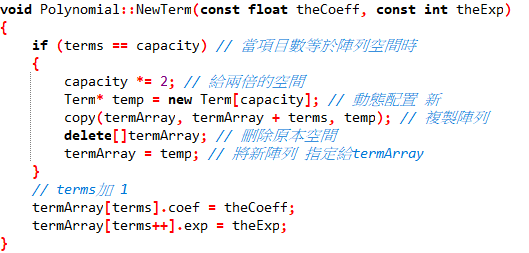 void Polynomial::NewTerm(const float theCoeff, const int theExp)
{
    if (terms == capacity) // 當項目數等於陣列空間時
    {
        capacity *= 2; // 給兩倍的空間
        Term* temp = new Term[capacity]; // 動態配置 新
        copy(termArray, termArray + terms, temp); // 複製陣列
        delete[]termArray; // 刪除原本空間
        termArray = temp; // 將新陣列 指定給termArray
    }
    // terms加 1
    termArray[terms].coef = theCoeff;
    termArray[terms++].exp = theExp;
}